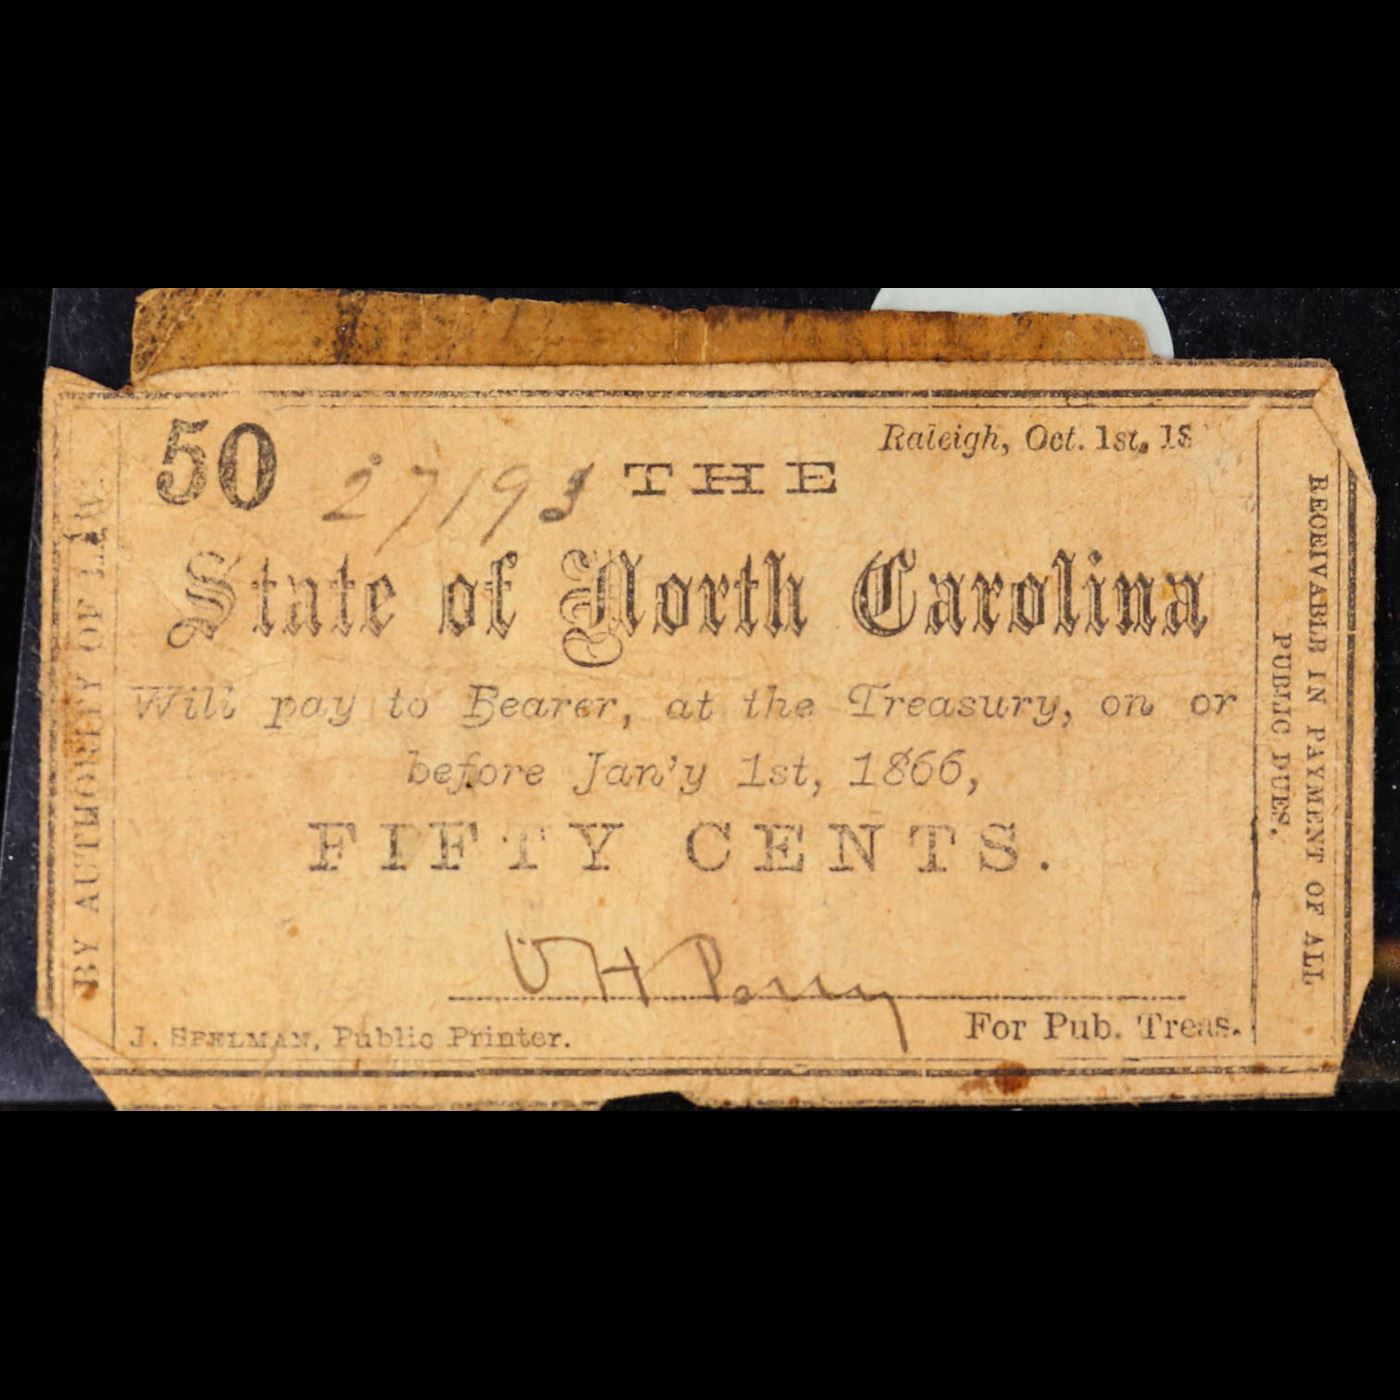 50
27193
THE
Raleigh, Oct. 1st. 18
State of North Carolina
Will pay to Bearer, at the Treasury, on or
before Jan'y 1st, 1866,
FIFTY CENTS.
O H Perry
J. SPELMAN, Public Printer.
For Pub. Treas.
BY AUTHORITY OF LAW.
RECEIVABLE IN PAYMENT OF ALL
PUBLIC DUES.